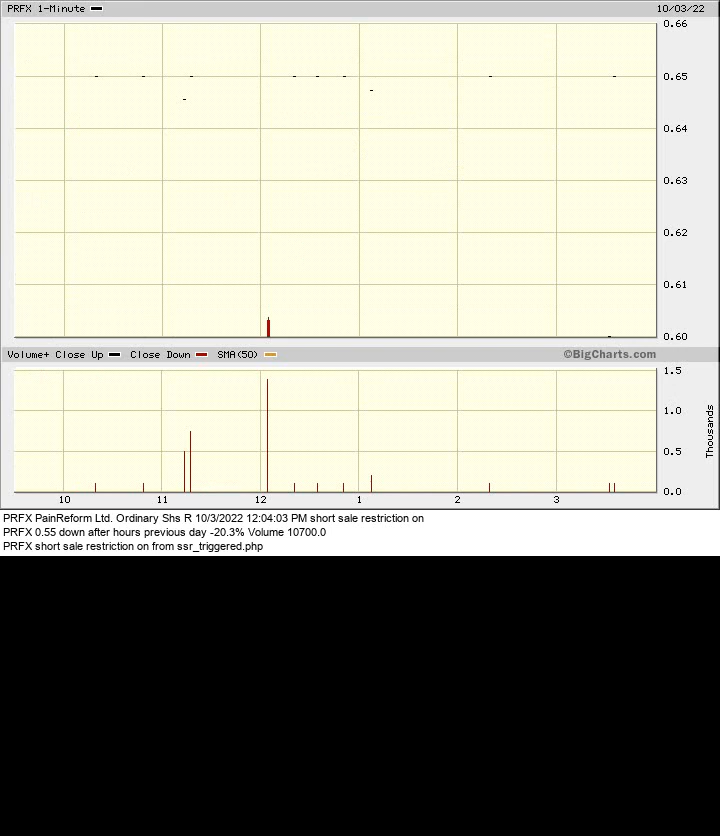 PRFX 1-Minute 10/03/22
0.66
0.65
0.64
0.63
0.62
0.61
0.60
Volume+ Close Up Close Down SMA(50) ©BigCharts.com
1.5
1.0
0.5
0.0
Thousands
10 11 12 1 2 3
PRFX PainReform Ltd. Ordinary Shs R 10/3/2022 12:04:03 PM short sale restriction on
PRFX 0.55 down after hours previous day -20.3% Volume 10700.0
PRFX short sale restriction on from ssr_triggered.php